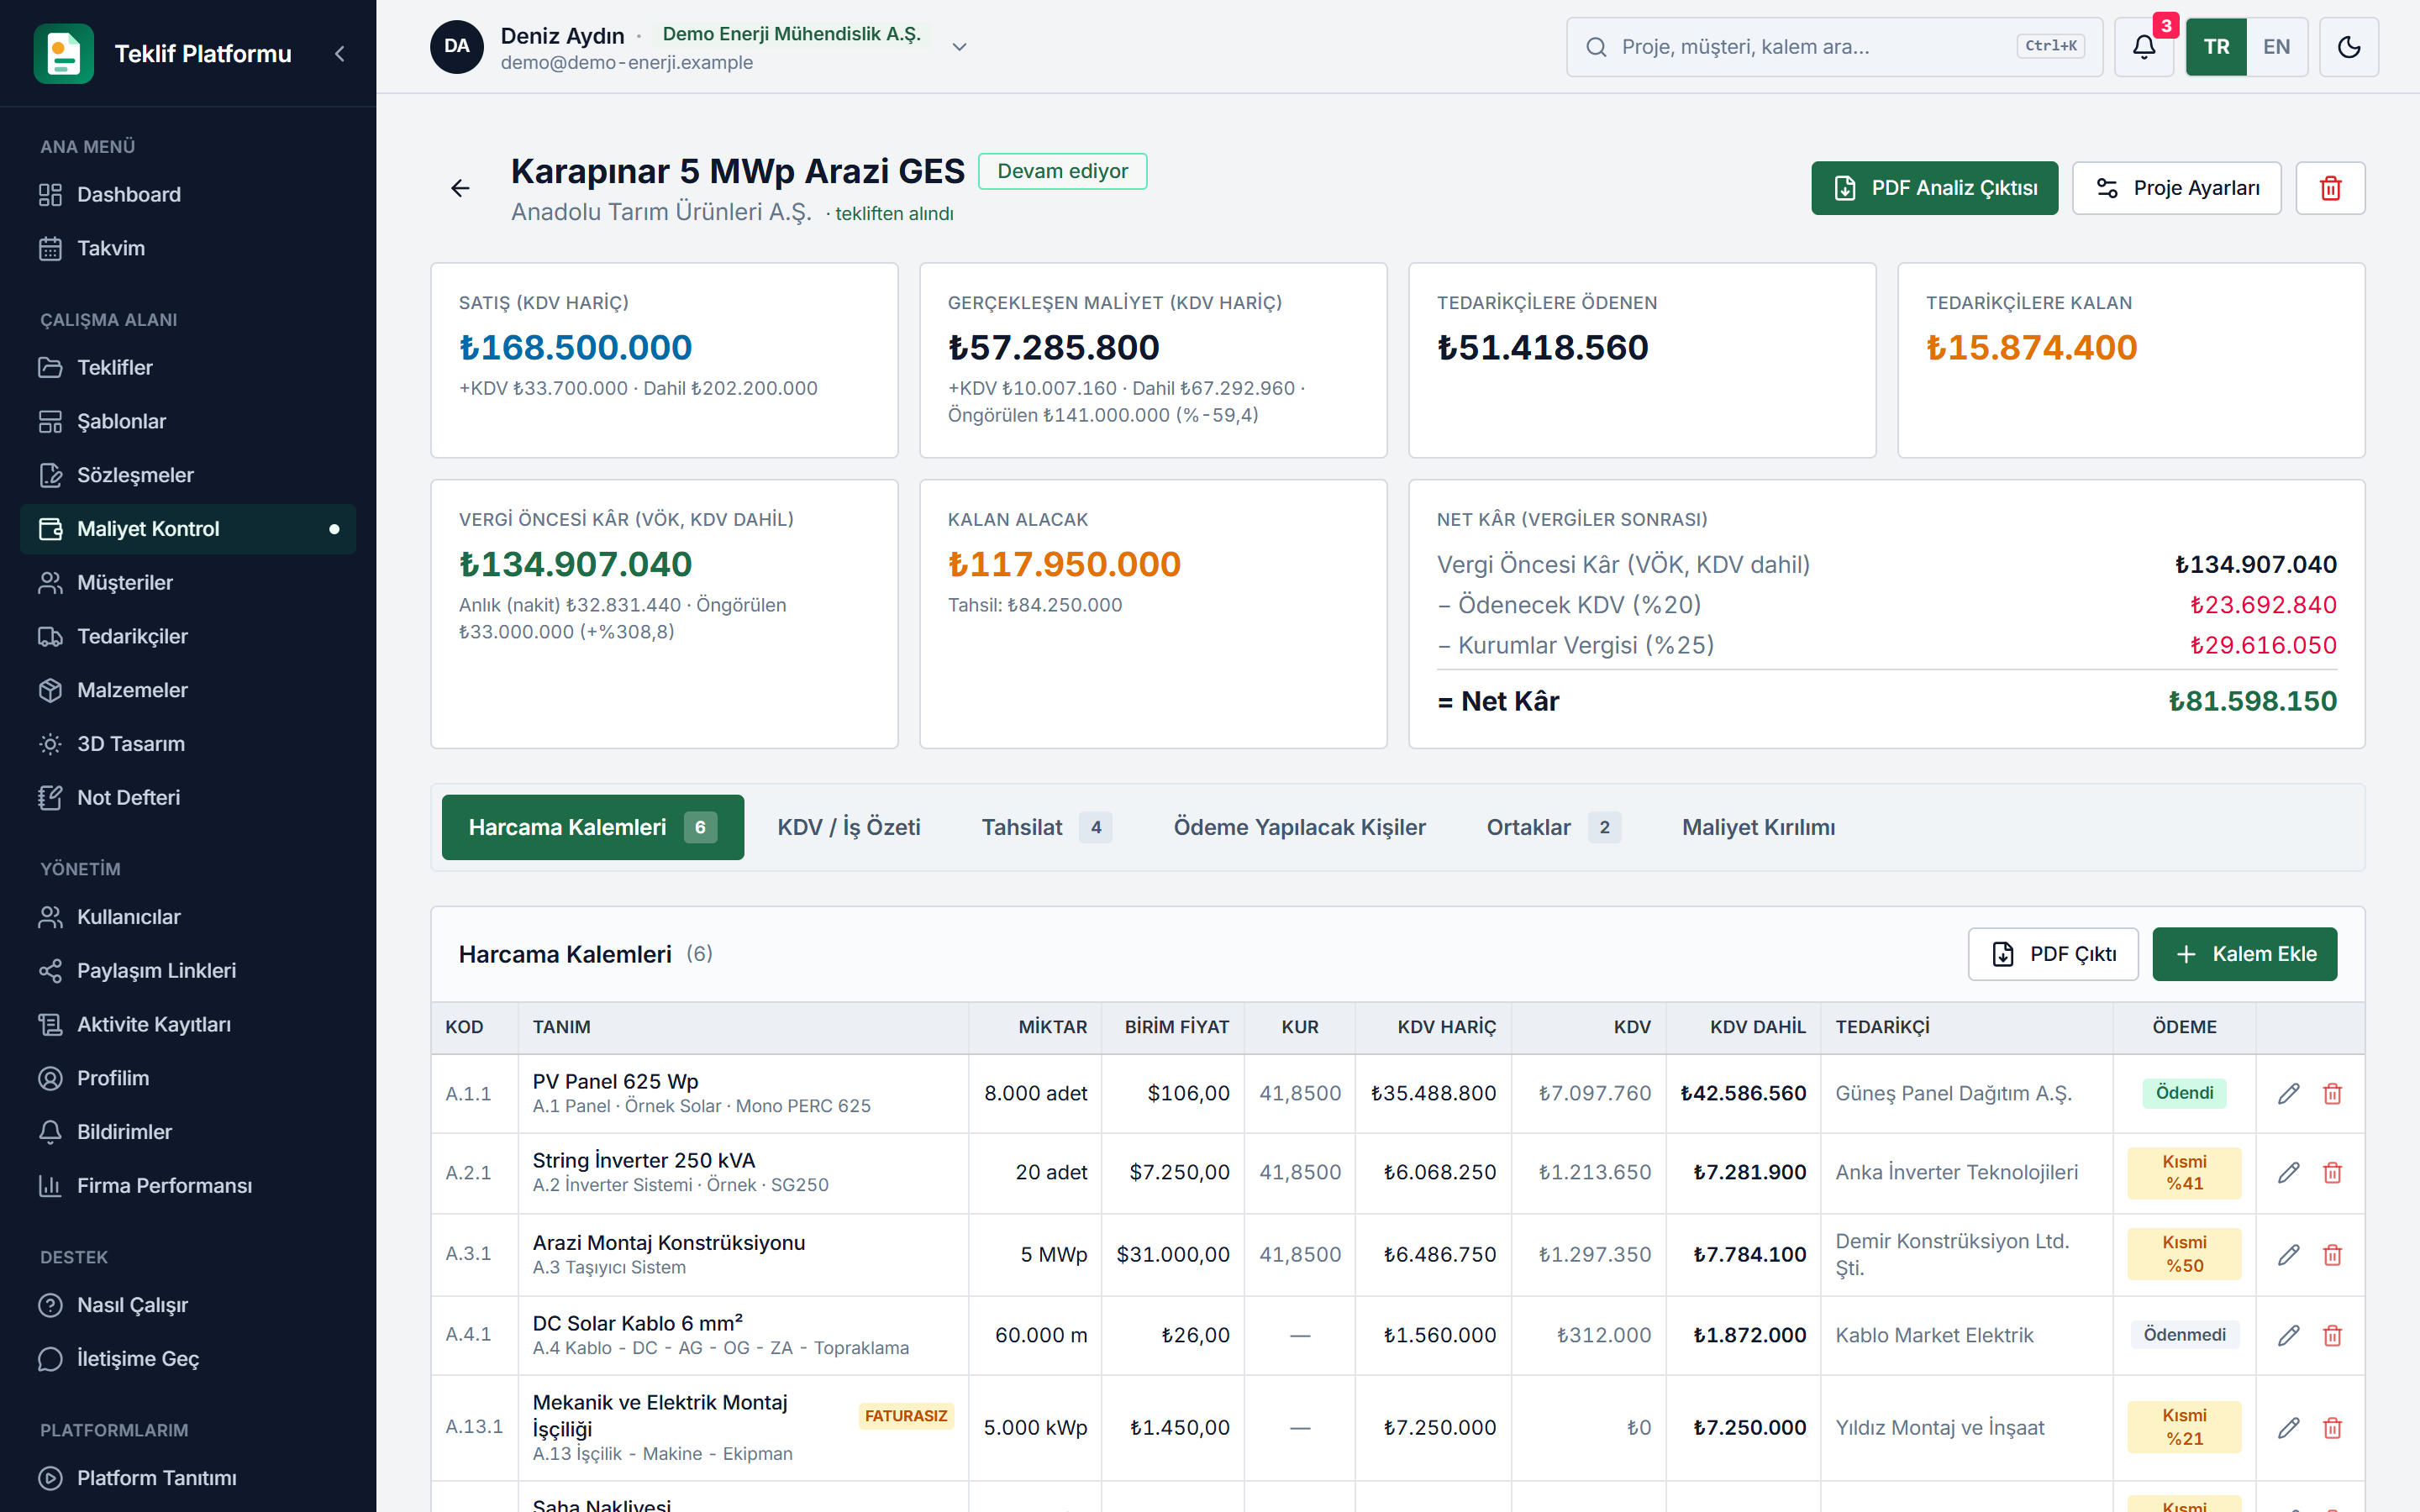 Teklif Platformu
ANA MENÜ
Dashboard
Takvim
ÇALIŞMA ALANI
Teklifler
Şablonlar
Sözleşmeler
Maliyet Kontrol
Müşteriler
Tedarikçiler
Malzemeler
3D Tasarım
Not Defteri
YÖNETİM
Kullanıcılar
Paylaşım Linkleri
Aktivite Kayıtları
Profilim
Bildirimler
Firma Performansı
DESTEK
Nasıl Çalışır
İletişime Geç
PLATFORMLARIM
Platform Tanıtımı
DA
Deniz Aydın · Demo Enerji Mühendislik A.Ş.
demo@demo-enerji.example
Proje, müşteri, kalem ara... Ctrl+K
3
TR EN
Karapınar 5 MWp Arazi GES Devam ediyor
Anadolu Tarım Ürünleri A.Ş. · tekliften alındı
PDF Analiz Çıktısı
Proje Ayarları
SATIŞ (KDV HARİÇ)
₺168.500.000
+KDV ₺33.700.000 · Dahil ₺202.200.000
GERÇEKLEŞEN MALİYET (KDV HARİÇ)
₺57.285.800
+KDV ₺10.007.160 · Dahil ₺67.292.960 ·
Öngörülen ₺141.000.000 (%-59,4)
TEDARİKÇİLERE ÖDENEN
₺51.418.560
TEDARİKÇİLERE KALAN
₺15.874.400
VERGİ ÖNCESİ KÂR (VÖK, KDV DAHİL)
₺134.907.040
Anlık (nakit) ₺32.831.440 · Öngörülen
₺33.000.000 (+%308,8)
KALAN ALACAK
₺117.950.000
Tahsil: ₺84.250.000
NET KÂR (VERGİLER SONRASI)
Vergi Öncesi Kâr (VÖK, KDV dahil) ₺134.907.040
− Ödenecek KDV (%20) ₺23.692.840
− Kurumlar Vergisi (%25) ₺29.616.050
= Net Kâr ₺81.598.150
Harcama Kalemleri 6
KDV / İş Özeti
Tahsilat 4
Ödeme Yapılacak Kişiler
Ortaklar 2
Maliyet Kırılımı
Harcama Kalemleri (6)
PDF Çıktı
Kalem Ekle
KOD TANIM MİKTAR BİRİM FİYAT KUR KDV HARİÇ KDV KDV DAHİL TEDARİKÇİ ÖDEME
A.1.1 PV Panel 625 Wp 8.000 adet $106,00 41,8500 ₺35.488.800 ₺7.097.760 ₺42.586.560 Güneş Panel Dağıtım A.Ş. Ödendi
A.1 Panel · Örnek Solar · Mono PERC 625
A.2.1 String İnverter 250 kVA 20 adet $7.250,00 41,8500 ₺6.068.250 ₺1.213.650 ₺7.281.900 Anka İnverter Teknolojileri Kısmi %41
A.2 İnverter Sistemi · Örnek · SG250
A.3.1 Arazi Montaj Konstrüksiyonu 5 MWp $31.000,00 41,8500 ₺6.486.750 ₺1.297.350 ₺7.784.100 Demir Konstrüksiyon Ltd. Şti. Kısmi %50
A.3 Taşıyıcı Sistem
A.4.1 DC Solar Kablo 6 mm² 60.000 m ₺26,00 — ₺1.560.000 ₺312.000 ₺1.872.000 Kablo Market Elektrik Ödenmedi
A.4 Kablo - DC - AG - OG - ZA - Topraklama
A.13.1 Mekanik ve Elektrik Montaj İşçiliği FATURASIZ 5.000 kWp ₺1.450,00 — ₺7.250.000 ₺0 ₺7.250.000 Yıldız Montaj ve İnşaat Kısmi %21
A.13 İşçilik - Makine - Ekipman
Saha Nakliyesi Kısmi